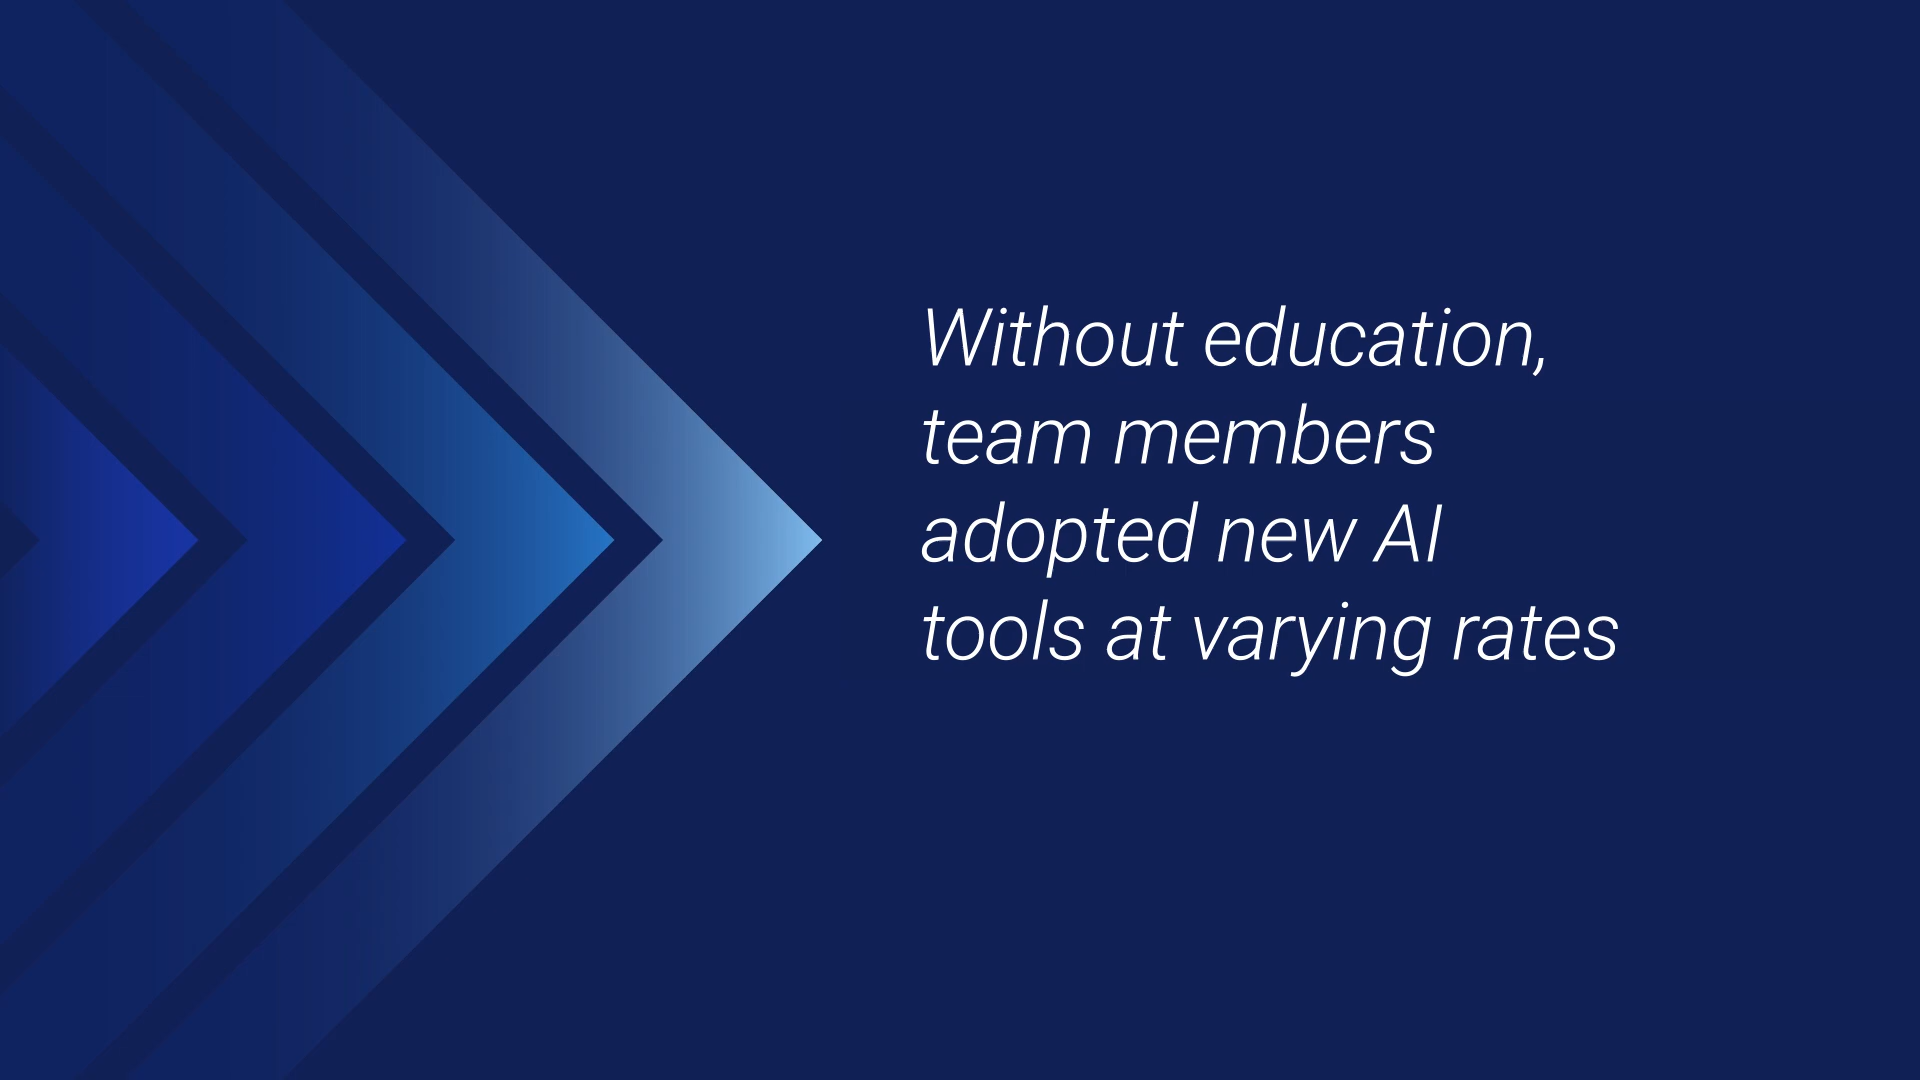 Without education,
team members
adopted new AI
tools at varying rates